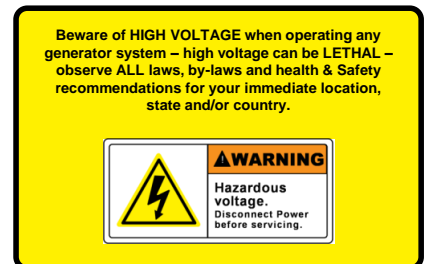 Beware of HIGH VOLTAGE when operating any
generator system – high voltage can be LETHAL –
observe ALL laws, by-laws and health & Safety
recommendations for your immediate location,
state and/or country.
WARNING
Hazardous
voltage.
Disconnect Power
before servicing.